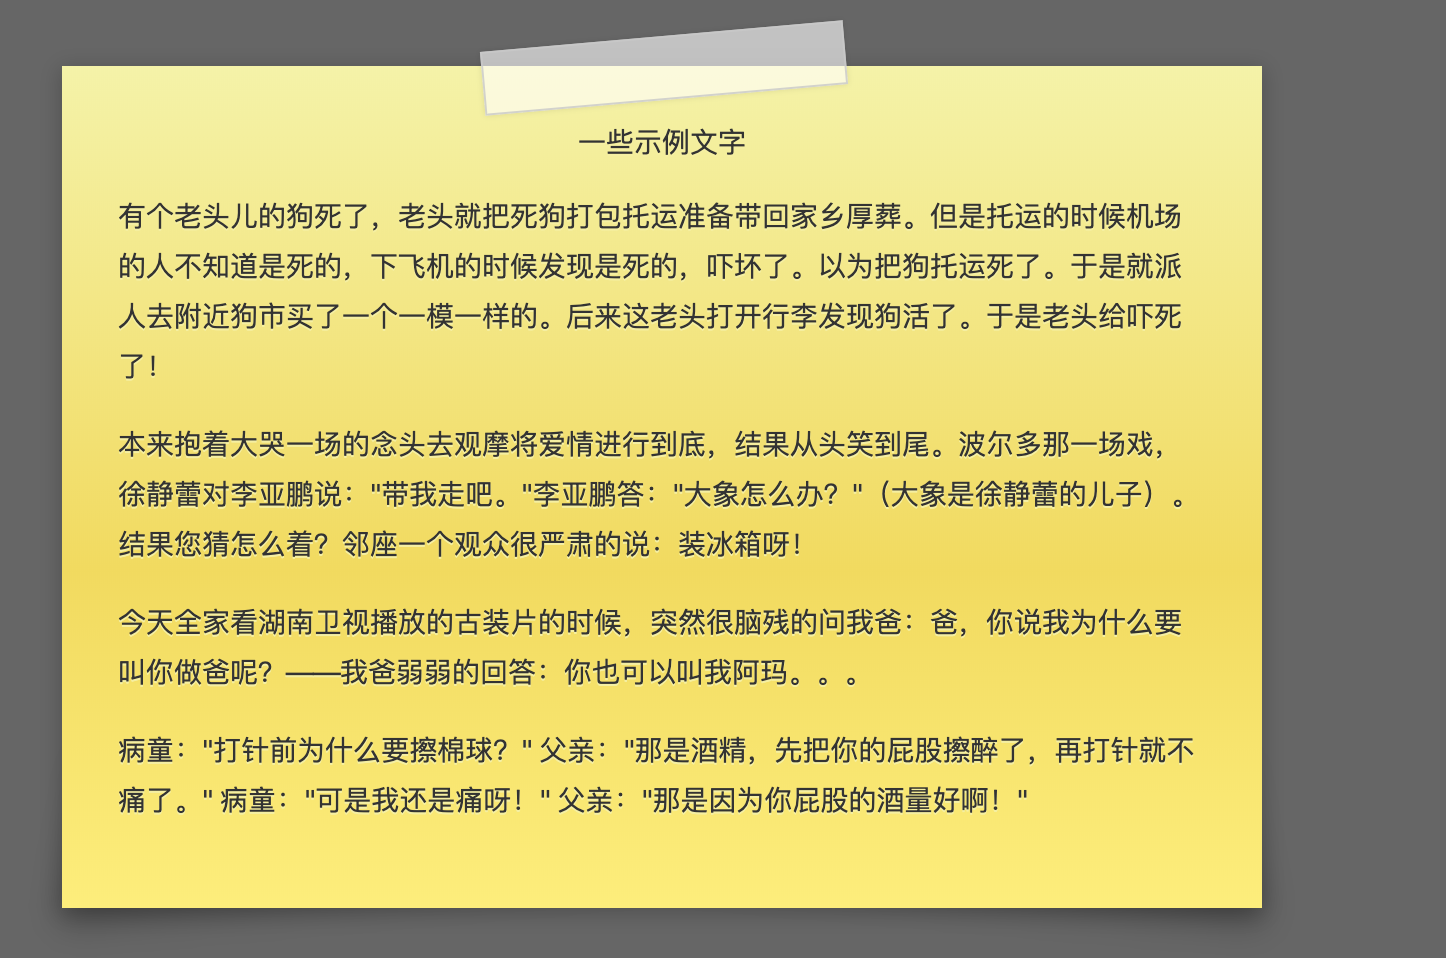 一些示例文字
有个老头儿的狗死了，老头就把死狗打包托运准备带回家乡厚葬。但是托运的时候机场
的人不知道是死的，下飞机的时候发现是死的，吓坏了。以为把狗托运死了。于是就派
人去附近狗市买了一个一模一样的。后来这老头打开行李发现狗活了。于是老头给吓死
了！
本来抱着大哭一场的念头去观摩将爱情进行到底，结果从头笑到尾。波尔多那一场戏，
徐静蕾对李亚鹏说："带我走吧。"李亚鹏答："大象怎么办？"（大象是徐静蕾的儿子）。
结果您猜怎么着？邻座一个观众很严肃的说：装冰箱呀！
今天全家看湖南卫视播放的古装片的时候，突然很脑残的问我爸：爸，你说我为什么要
叫你做爸呢？——我爸弱弱的回答：你也可以叫我阿玛。。。
病童："打针前为什么要擦棉球？" 父亲："那是酒精，先把你的屁股擦醉了，再打针就不
痛了。" 病童："可是我还是痛呀！" 父亲："那是因为你屁股的酒量好啊！"